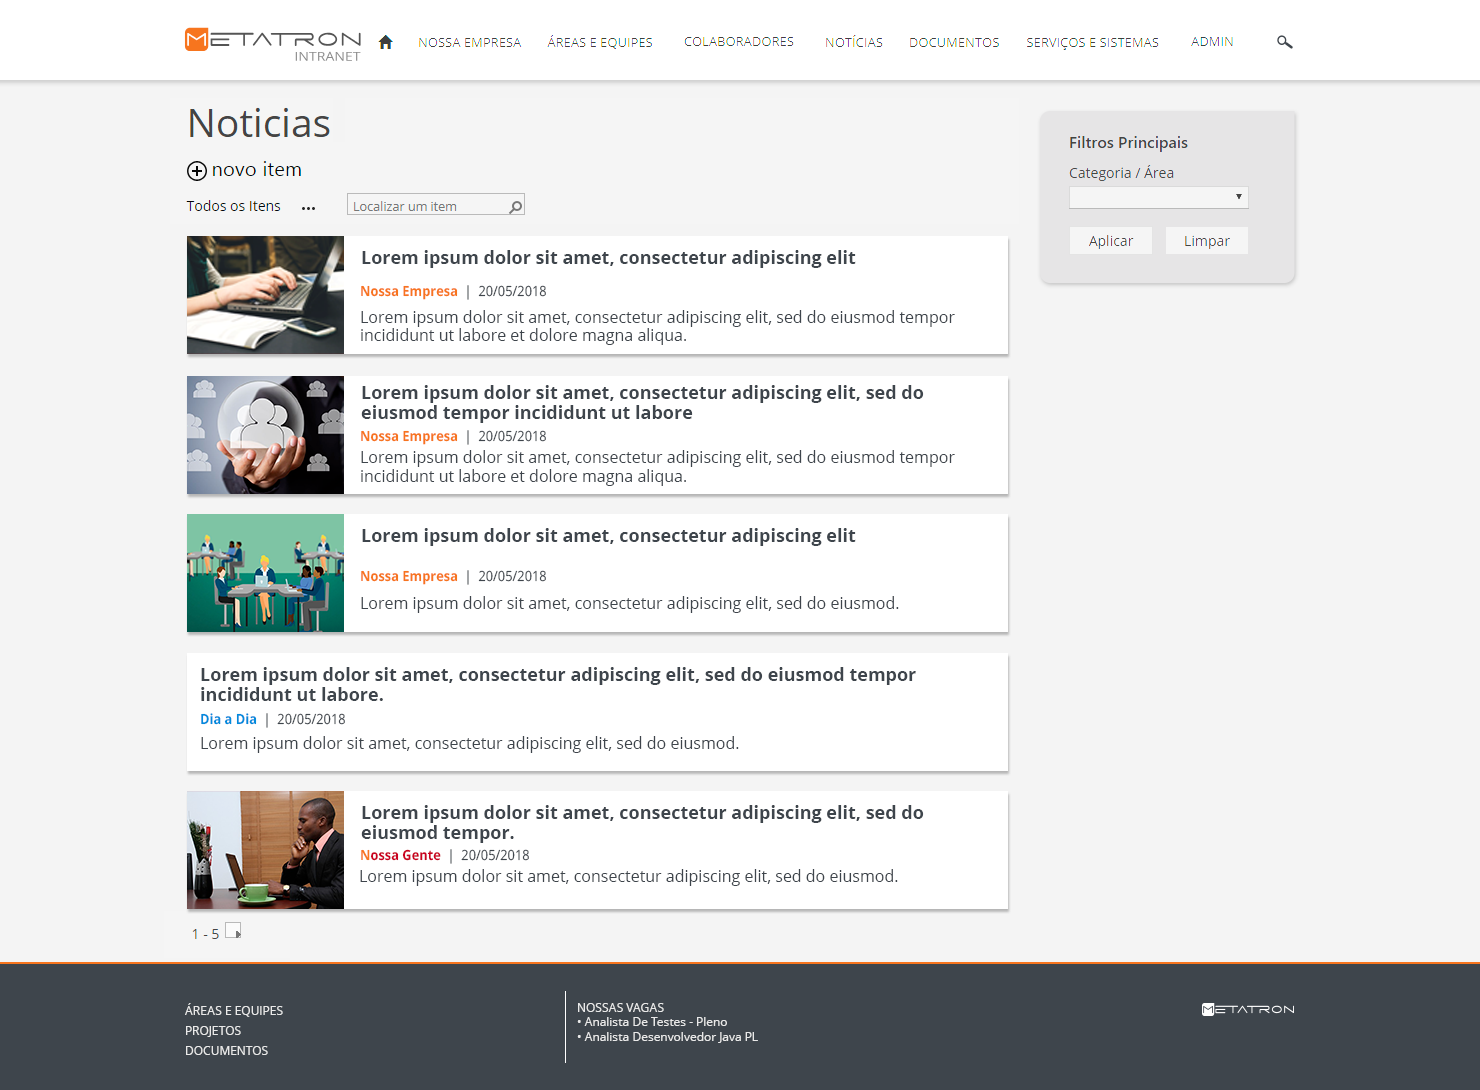 METATRON
INTRANET
NOSSA EMPRESA
ÁREAS E EQUIPES
COLABORADORES
NOTÍCIAS
DOCUMENTOS
SERVIÇOS E SISTEMAS
ADMIN
Noticias
novo item
Todos os Itens
...
Localizar um item
Filtros Principais
Categoria / Área
Aplicar
Limpar
Lorem ipsum dolor sit amet, consectetur adipiscing elit
Nossa Empresa | 20/05/2018
Lorem ipsum dolor sit amet, consectetur adipiscing elit, sed do eiusmod tempor
incididunt ut labore et dolore magna aliqua.
Lorem ipsum dolor sit amet, consectetur adipiscing elit, sed do
eiusmod tempor incididunt ut labore
Nossa Empresa | 20/05/2018
Lorem ipsum dolor sit amet, consectetur adipiscing elit, sed do eiusmod tempor
incididunt ut labore et dolore magna aliqua.
Lorem ipsum dolor sit amet, consectetur adipiscing elit
Nossa Empresa | 20/05/2018
Lorem ipsum dolor sit amet, consectetur adipiscing elit, sed do eiusmod.
Lorem ipsum dolor sit amet, consectetur adipiscing elit, sed do eiusmod tempor
incididunt ut labore.
Dia a Dia | 20/05/2018
Lorem ipsum dolor sit amet, consectetur adipiscing elit, sed do eiusmod.
Lorem ipsum dolor sit amet, consectetur adipiscing elit, sed do
eiusmod tempor.
Nossa Gente | 20/05/2018
Lorem ipsum dolor sit amet, consectetur adipiscing elit, sed do eiusmod.
1 - 5
ÁREAS E EQUIPES
PROJETOS
DOCUMENTOS
NOSSAS VAGAS
• Analista De Testes - Pleno
• Analista Desenvolvedor Java PL
METATRON